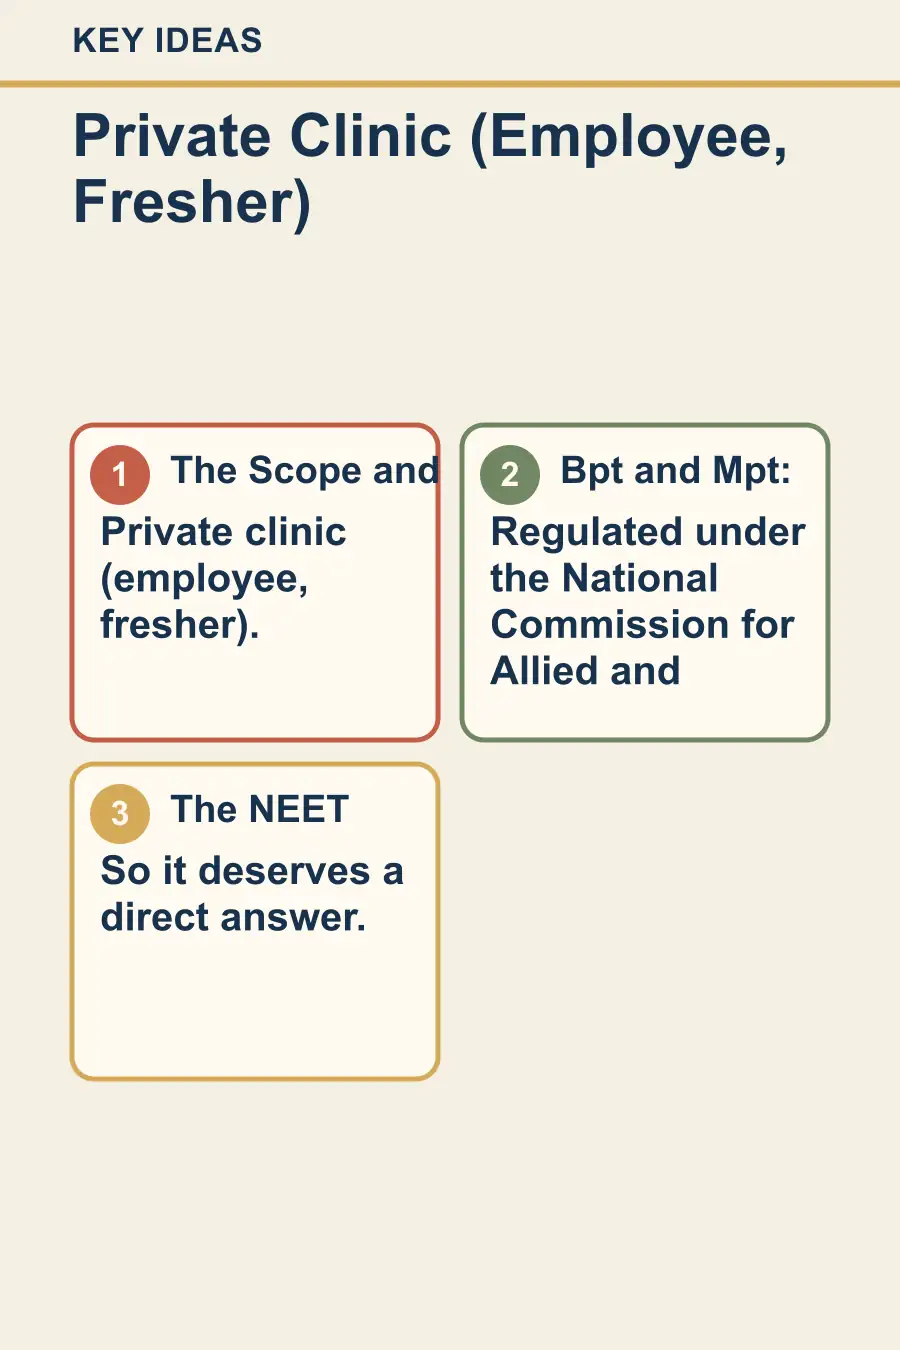 KEY IDEAS
Private Clinic (Employee,
Fresher)
1 The Scope and
Private clinic
(employee,
fresher).
2 Bpt and Mpt:
Regulated under
the National
Commission for
Allied and
3 The NEET
So it deserves a
direct answer.